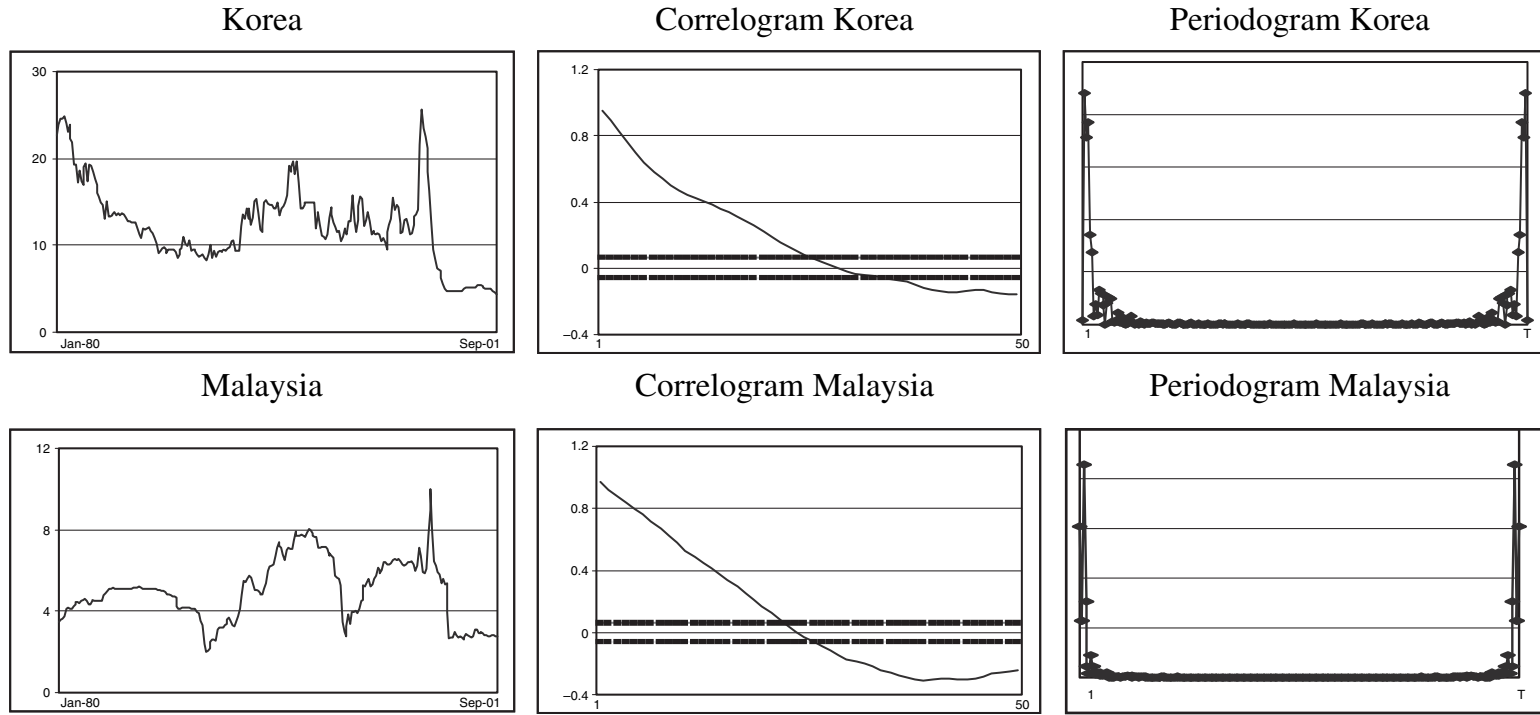 Korea
Correlogram Korea
Periodogram Korea
30
20
10
0
Jan-80
Sep-01
1.2
0.8
0.4
0
–0.4
1
50
1
T
Malaysia
Correlogram Malaysia
Periodogram Malaysia
12
8
4
0
Jan-80
Sep-01
1.2
0.8
0.4
0
–0.4
1
50
1
T